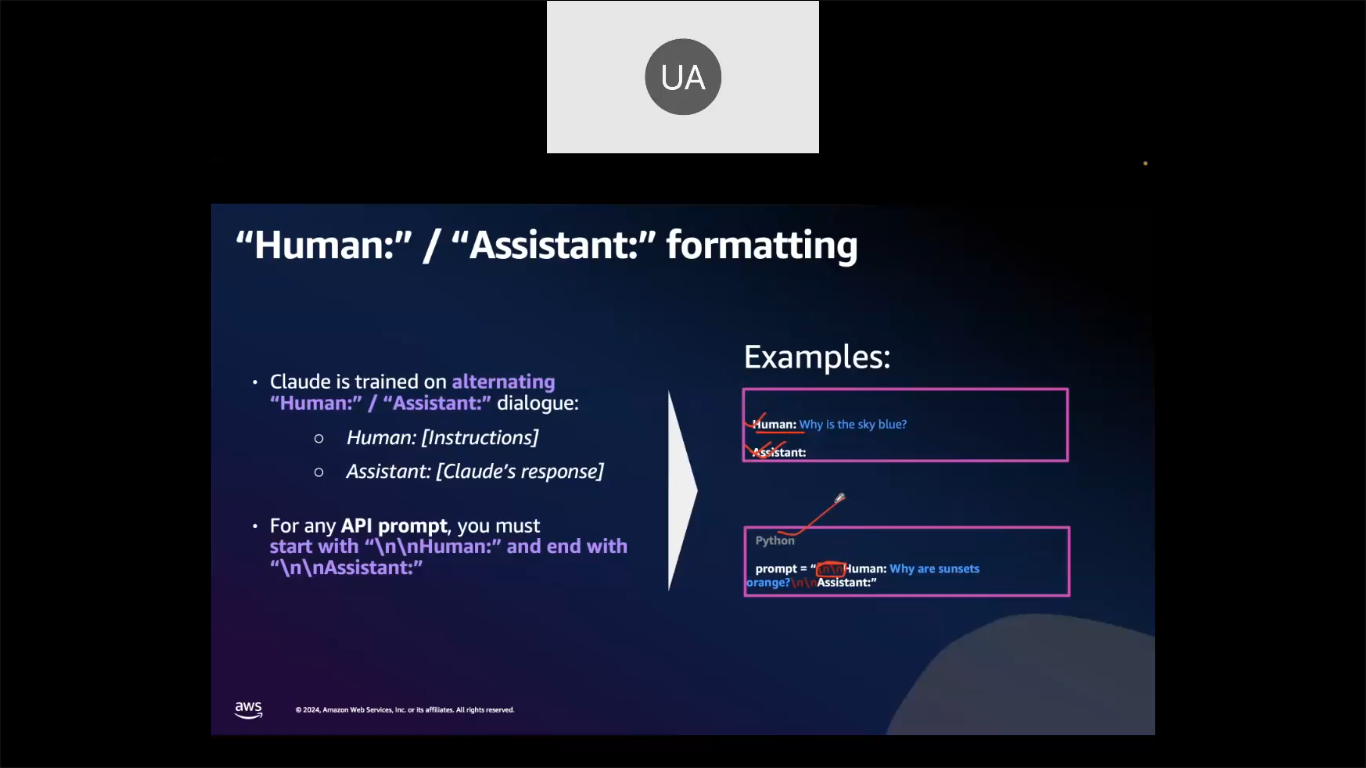 UA
“Human:” / “Assistant:” formatting
• Claude is trained on alternating
“Human:” / “Assistant:” dialogue:
○ Human: [Instructions]
○ Assistant: [Claude’s response]
• For any API prompt, you must
start with “\n\nHuman:” and end with
“\n\nAssistant:”
Examples:
Human: Why is the sky blue?
Assistant:
Python
prompt = “\n\nHuman: Why are sunsets
orange?\n\nAssistant:”
aws
© 2024, Amazon Web Services, Inc. or its affiliates. All rights reserved.